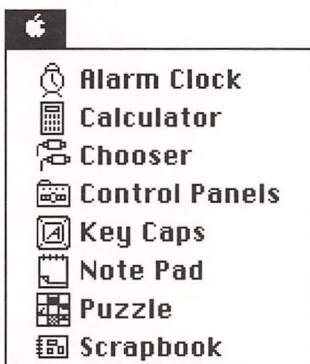 Alarm Clock
Calculator
Chooser
Control Panels
Key Caps
Note Pad
Puzzle
Scrapbook